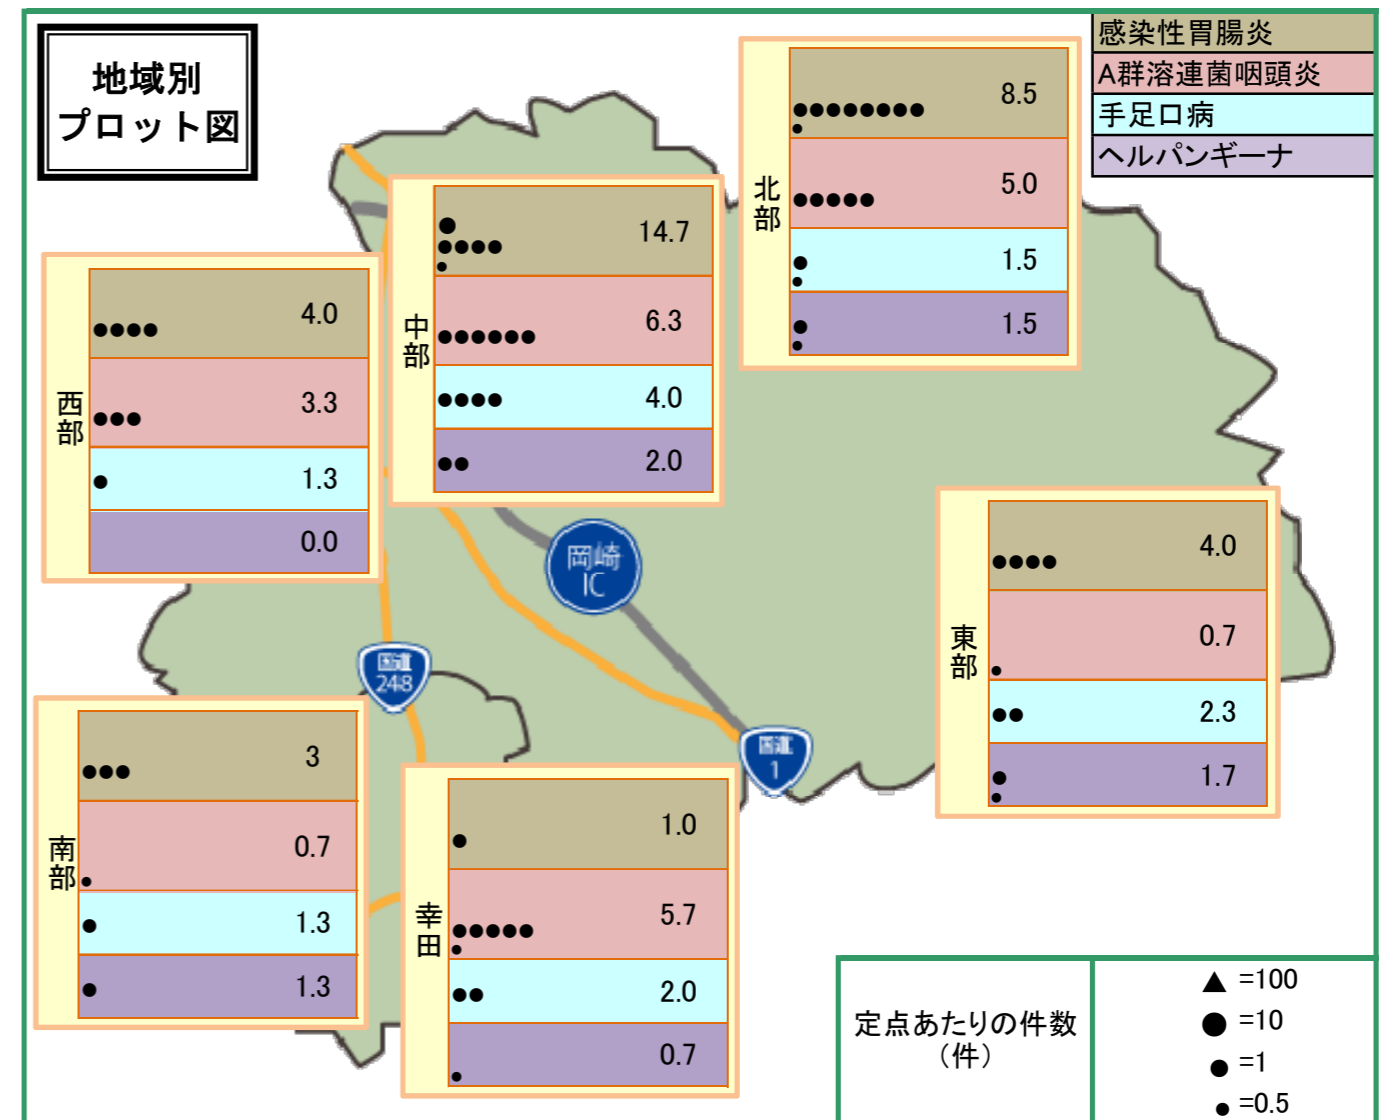 地域別
プロット図
感染性胃腸炎
A群溶連菌咽頭炎
手足口病
ヘルパンギーナ
北部
8.5
5.0
1.5
1.5
中部
14.7
6.3
4.0
2.0
西部
4.0
3.3
1.3
0.0
岡崎
IC
東部
4.0
0.7
2.3
1.7
国道
248
国道
1
南部
3
0.7
1.3
1.3
幸田
1.0
5.7
2.0
0.7
定点あたりの件数
（件）
▲ =100
● =10
● =1
● =0.5